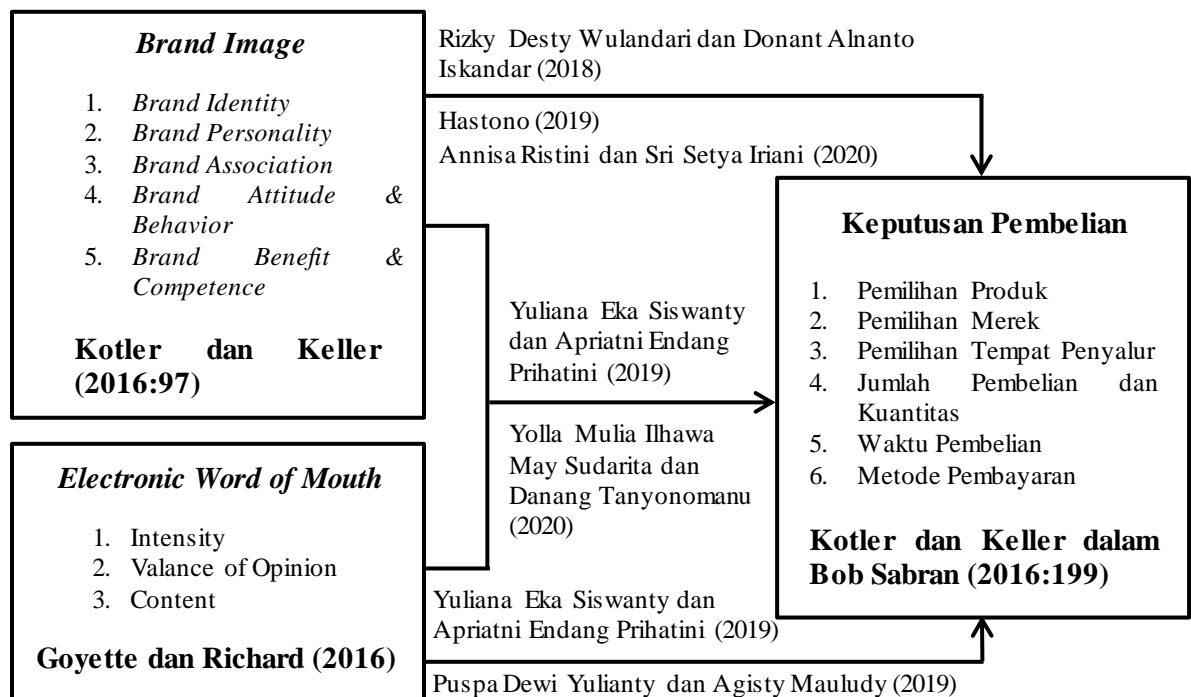 Brand Image
1. Brand Identity
2. Brand Personality
3. Brand Association
4. Brand Attitude &
Behavior
5. Brand Benefit &
Competence
Kotler dan Keller
(2016:97)
Rizky Desty Wulandari dan Donant Alnanto
Iskandar (2018)
Hastono (2019)
Annisa Ristini dan Sri Setya Iriani (2020)
Yuliana Eka Siswanty
dan Apriatni Endang
Prihatini (2019)
Yolla Mulia Ilhawa
May Sudarita dan
Danang Tanyonomanu
(2020)
Keputusan Pembelian
1. Pemilihan Produk
2. Pemilihan Merek
3. Pemilihan Tempat Penyalur
4. Jumlah Pembelian dan
Kuantitas
5. Waktu Pembelian
6. Metode Pembayaran
Kotler dan Keller dalam
Bob Sabran (2016:199)
Electronic Word of Mouth
1. Intensity
2. Valance of Opinion
3. Content
Goyette dan Richard (2016)
Yuliana Eka Siswanty dan
Apriatni Endang Prihatini (2019)
Puspa Dewi Yulianty dan Agisty Mauludy (2019)